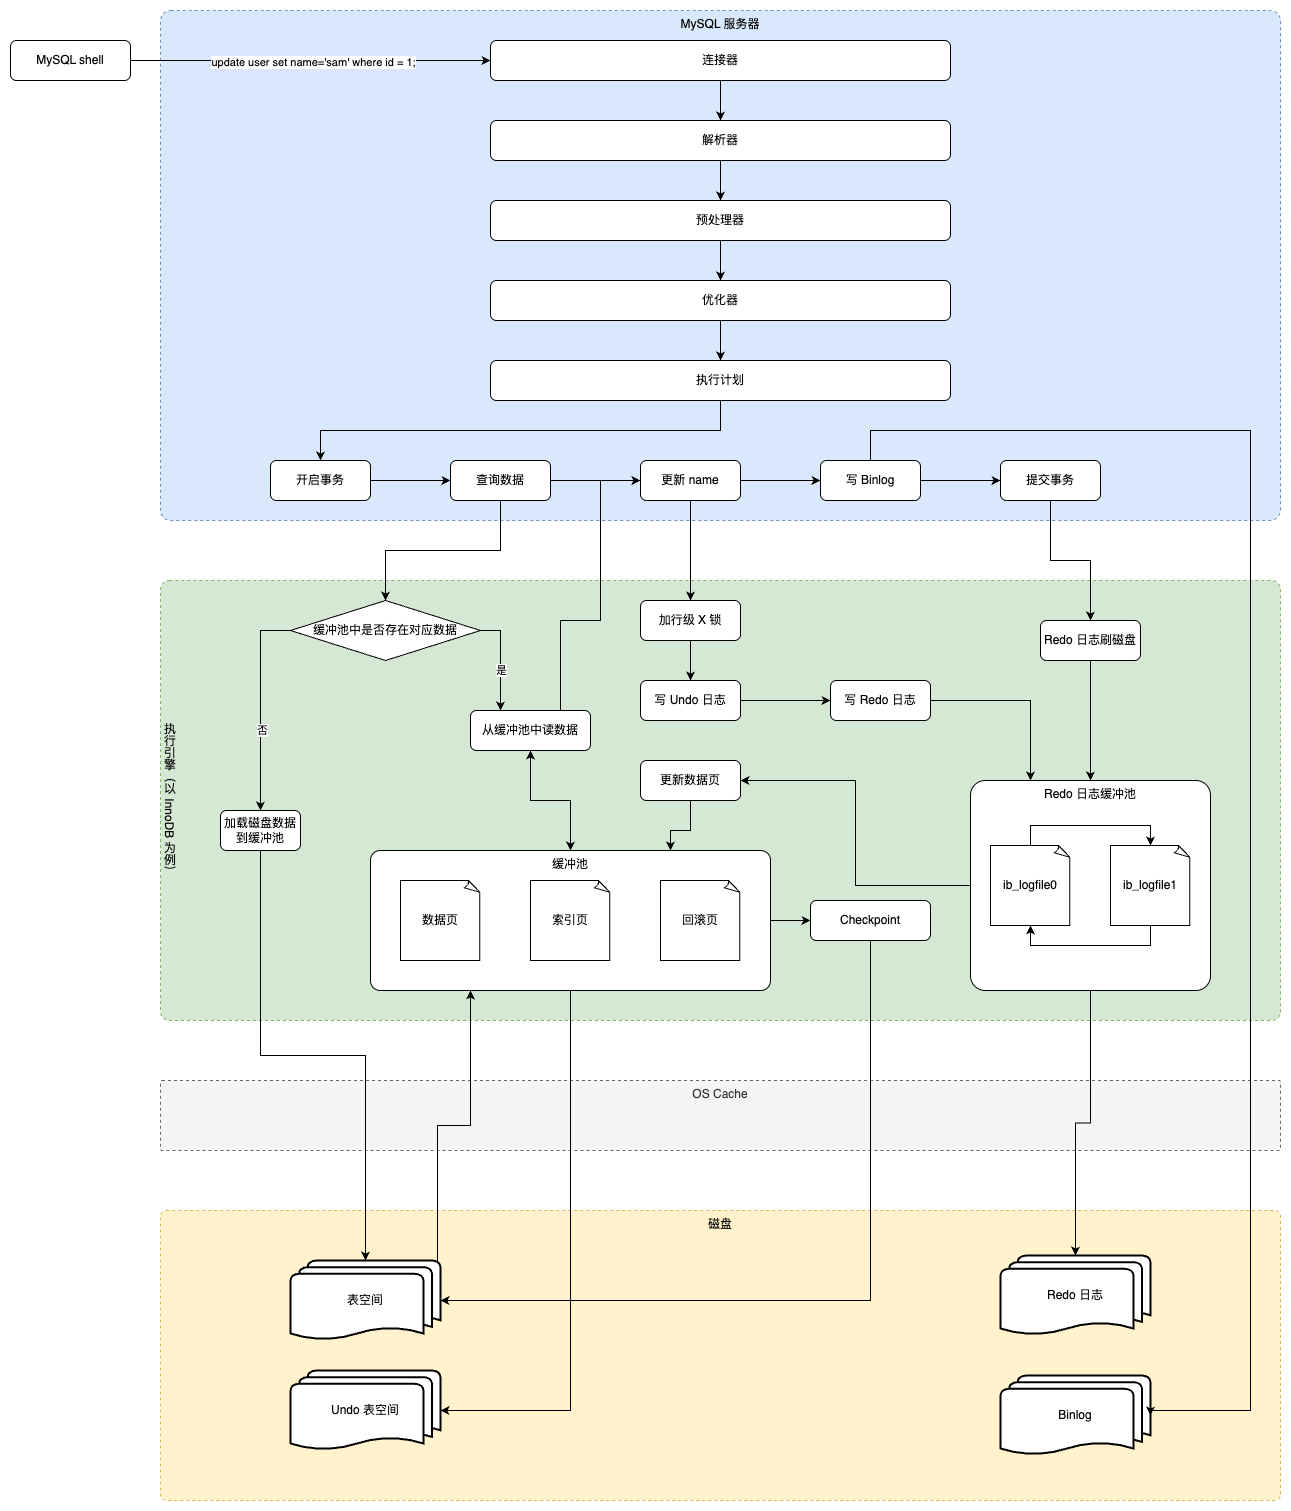 MySQL 服务器
MySQL shell
update user set name='sam' where id = 1;
连接器
解析器
预处理器
优化器
执行计划
开启事务
查询数据
更新 name
写 Binlog
提交事务
执行引擎（以 InnoDB 为例）
缓冲池中是否存在对应数据
加行级 X 锁
Redo 日志刷磁盘
是
写 Undo 日志
写 Redo 日志
否
从缓冲池中读数据
更新数据页
Redo 日志缓冲池
加载磁盘数据
到缓冲池
缓冲池
ib_logfile0
ib_logfile1
数据页
索引页
回滚页
Checkpoint
OS Cache
磁盘
表空间
Redo 日志
Undo 表空间
Binlog